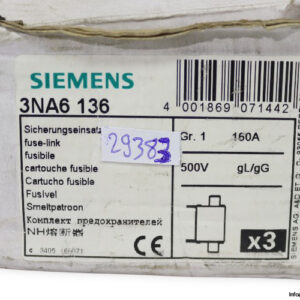 SIEMENS
3NA6 136
4 001869 071442
Sicherungseinsatz
fuse-link
fusibile
cartouche fusible
Cartucho fusible
Fusível
Smeltpatroon
Комплект предохранителей
NH熔断器
29383
Gr. 1 160A
500V gL/gG
CE
x3